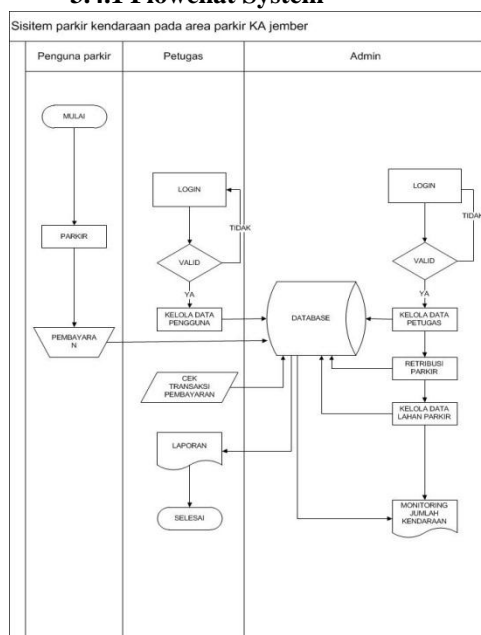 3.4.1 Flowchat System
Sisitem parkir kendaraan pada area parkir KA jember
Penguna parkir
Petugas
Admin
MULAI
PARKIR
PEMBAYARA
N
LOGIN
TIDAK
VALID
YA
KELOLA DATA
PENGGUNA
CEK
TRANSAKSI
PEMBAYARAN
LAPORAN
SELESAI
DATABASE
LOGIN
TIDAK
VALID
YA
KELOLA DATA
PETUGAS
RETRIBUSI
PARKIR
KELOLA DATA
LAHAN PARKIR
MONITORING
JUMLAH
KENDARAAN